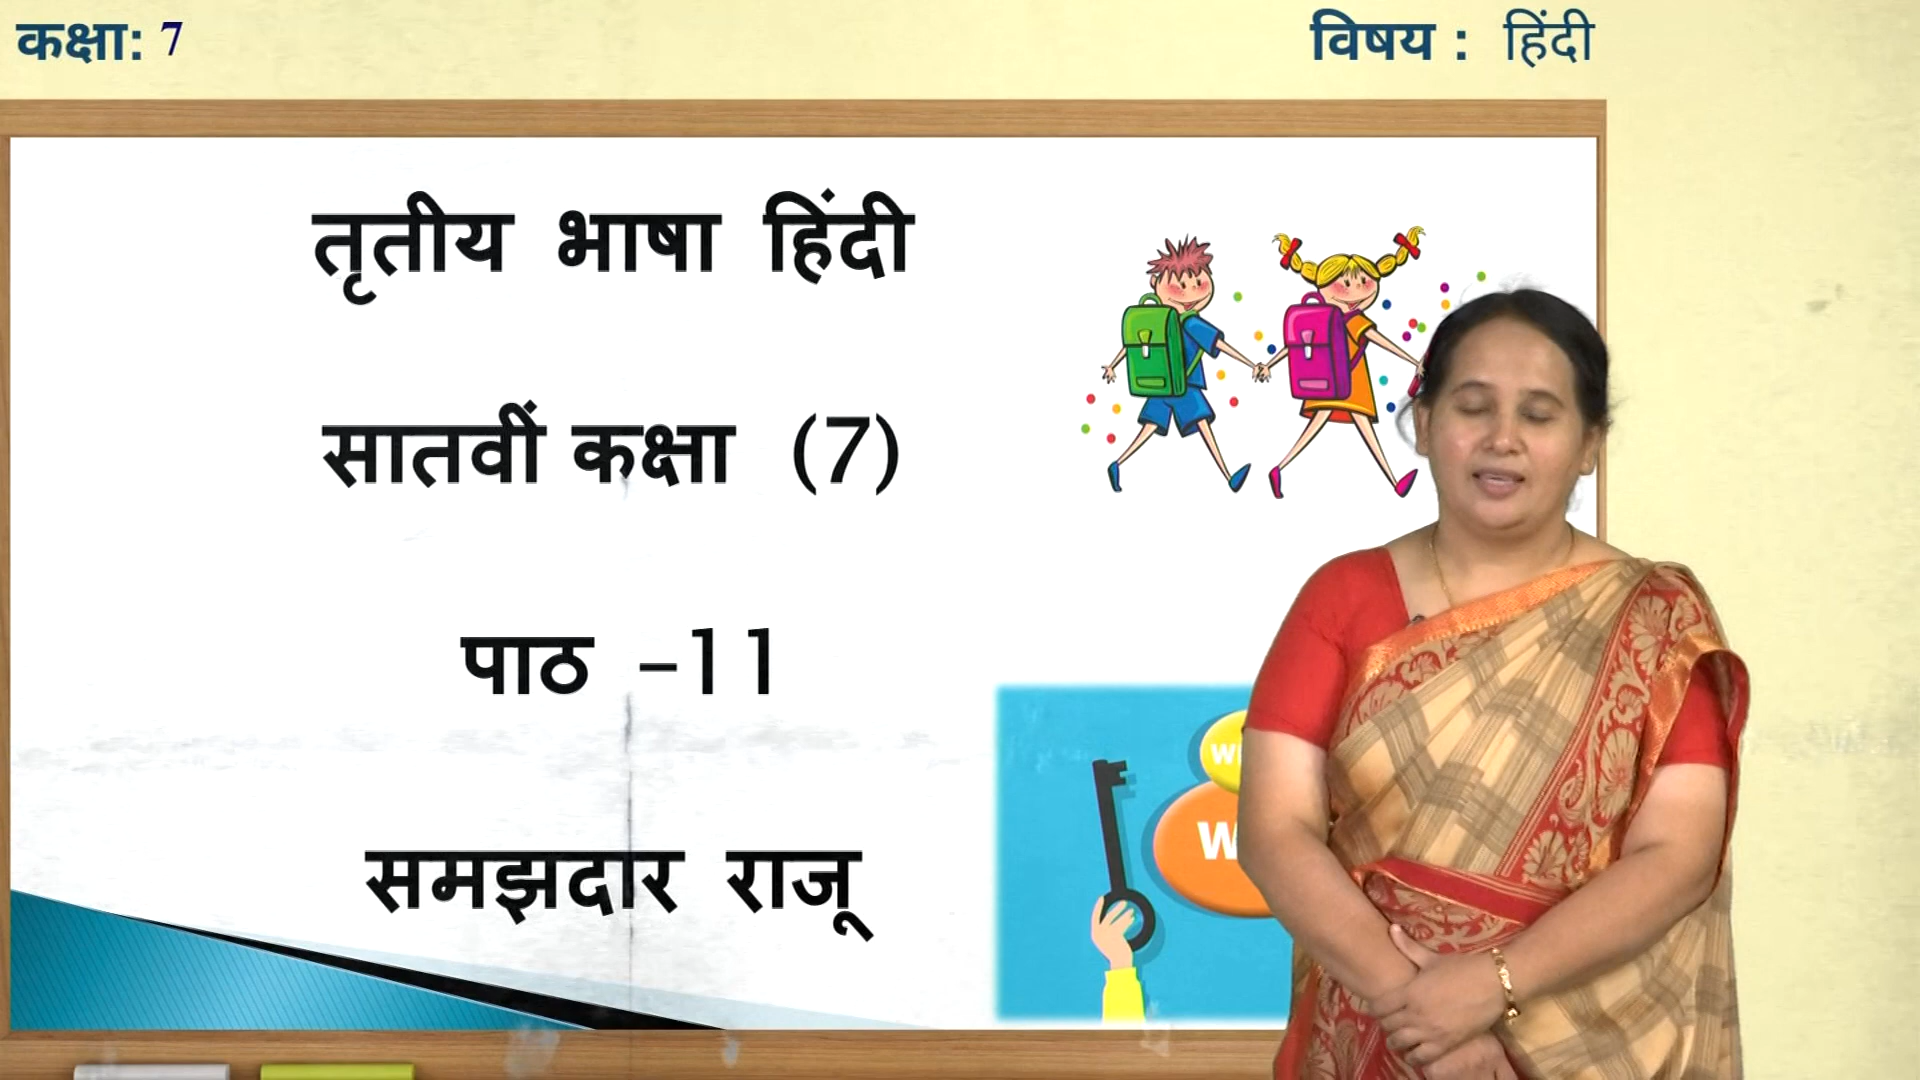 कक्षा: 7
विषय : हिंदी
तृतीय भाषा हिंदी
सातवीं कक्षा (7)
पाठ -11
समझदार राजू